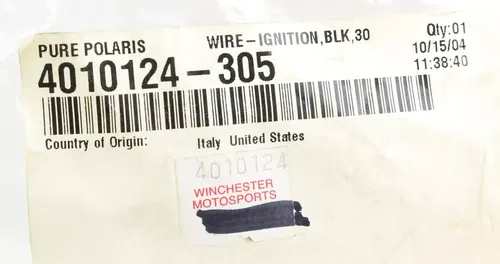 PURE POLARIS WIRE-IGNITION,BLK,30 Qty:01
4010124-305 10/15/04
11:38:40
Country of Origin: Italy United States
4010124
WINCHESTER
MOTOSPORTS